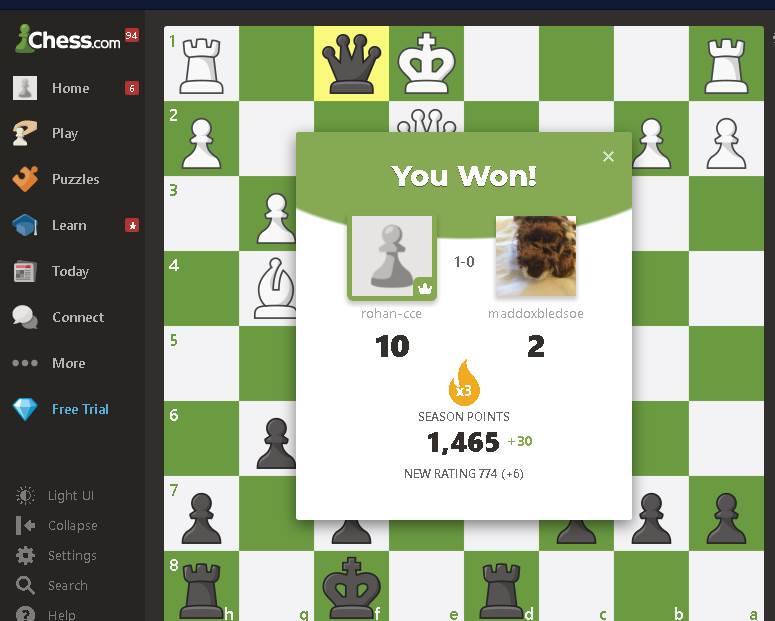 Chess.com 94
Home 6
Play
Puzzles
Learn
Today
Connect
More
Free Trial
Light UI
Collapse
Settings
Search
Help
1
2
3
4
5
6
7
8
h g f e d c b a
You Won!
1-0
rohan-cce maddoxbledsoe
10 2
x3
SEASON POINTS
1,465 +30
NEW RATING 774 (+6)